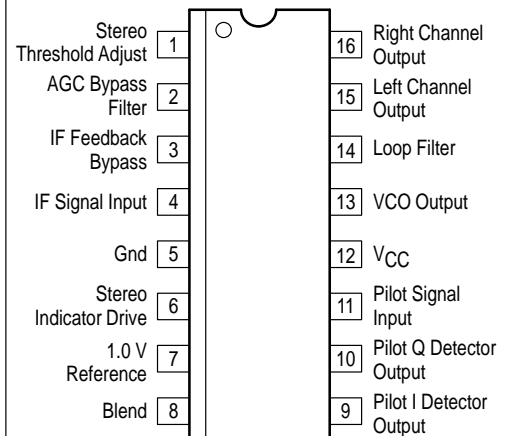 Stereo
Threshold Adjust
1
AGC Bypass
Filter
2
IF Feedback
Bypass
3
IF Signal Input
4
Gnd
5
Stereo
Indicator Drive
6
1.0 V
Reference
7
Blend
8
16
Right Channel
Output
15
Left Channel
Output
14
Loop Filter
13
VCO Output
12
VCC
11
Pilot Signal
Input
10
Pilot Q Detector
Output
9
Pilot I Detector
Output